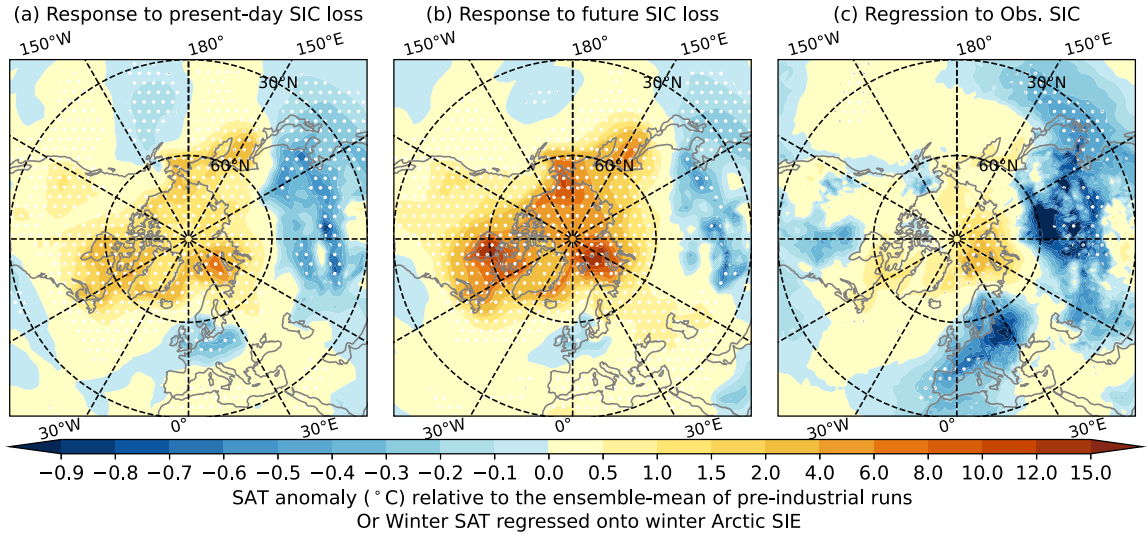 (a) Response to present-day SIC loss
(b) Response to future SIC loss
(c) Regression to Obs. SIC
150°W 180° 150°E
150°W 180° 150°E
150°W 180° 150°E
30°N
30°N
30°N
60°N
60°N
60°N
30°W 0° 30°E
30°W 0° 30°E
30°W 0° 30°E
−0.9 −0.8 −0.7 −0.6 −0.5 −0.4 −0.3 −0.2 −0.1 0.0 0.5 1.0 1.5 2.0 4.0 6.0 8.0 10.0 12.0 15.0
SAT anomaly (°C) relative to the ensemble-mean of pre-industrial runs
Or Winter SAT regressed onto winter Arctic SIE